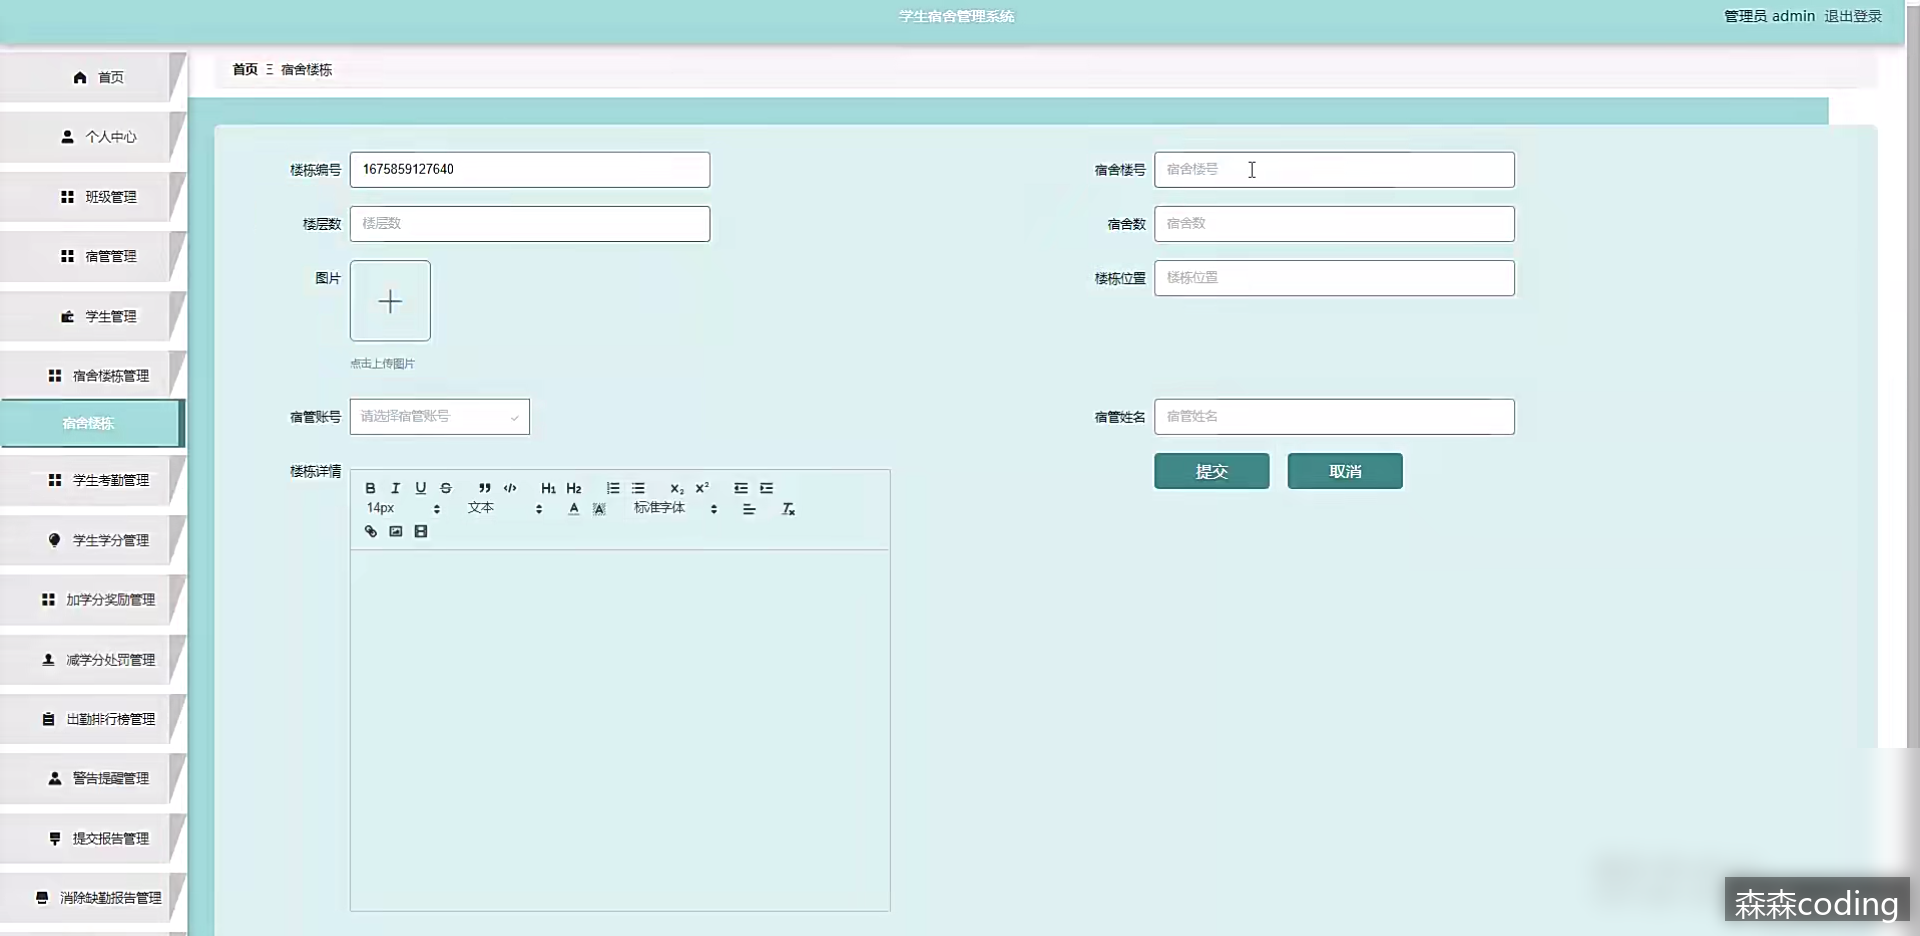 学生宿舍管理系统
管理员 admin 退出登录
首页
个人中心
班级管理
宿管管理
学生管理
宿舍楼栋管理
宿舍楼栋
学生考勤管理
学生学分管理
加学分奖励管理
减学分处罚管理
出勤排行榜管理
警告提醒管理
提交报告管理
消除缺勤报告管理
首页 宿舍楼栋
楼栋编号 1675859127640
宿舍楼号 宿舍楼号
楼层数 楼层数
宿舍数 宿舍数
图片
点击上传图片
楼栋位置 楼栋位置
宿管账号 请选择宿管账号
宿管姓名 宿管姓名
楼栋详情
B I U S H1 H2 X2 X2
14px 文本 A A 标准字体 Tx
提交 取消
森森coding